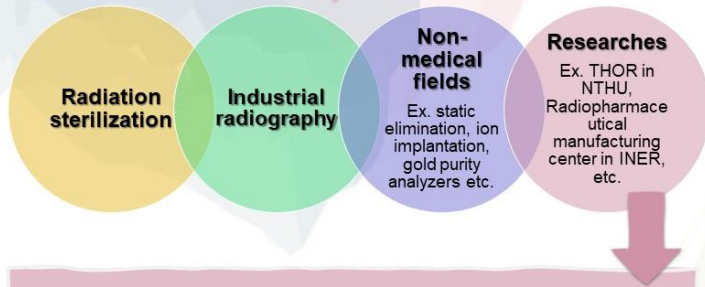 Radiation
sterilization
Industrial
radiography
Non-
medical
fields
Ex. static
elimination, ion
implantation,
gold purity
analyzers etc.
Researches
Ex. THOR in
NTHU,
Radiopharmace
utical
manufacturing
center in INER,
etc.